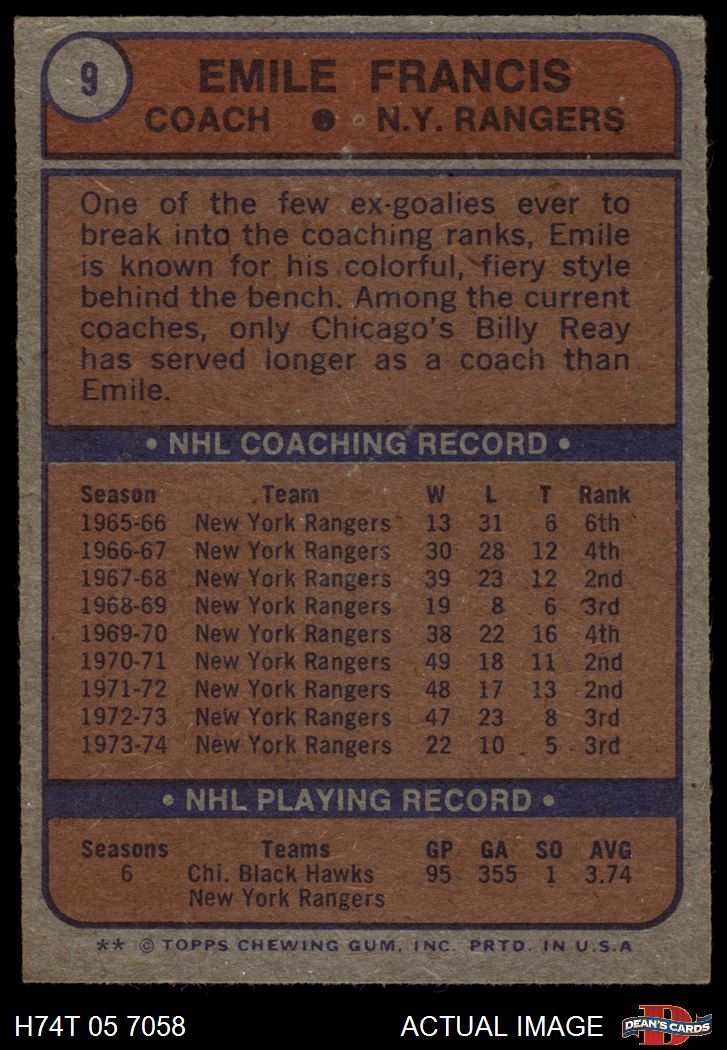 9
EMILE FRANCIS
COACH ● N.Y. RANGERS
One of the few ex-goalies ever to
break into the coaching ranks, Emile
is known for his colorful, fiery style
behind the bench. Among the current
coaches, only Chicago's Billy Reay
has served longer as a coach than
Emile.
• NHL COACHING RECORD •
Season Team W L T Rank
1965-66 New York Rangers 13 31 6 6th
1966-67 New York Rangers 30 28 12 4th
1967-68 New York Rangers 39 23 12 2nd
1968-69 New York Rangers 19 8 6 3rd
1969-70 New York Rangers 38 22 16 4th
1970-71 New York Rangers 49 18 11 2nd
1971-72 New York Rangers 48 17 13 2nd
1972-73 New York Rangers 47 23 8 3rd
1973-74 New York Rangers 22 10 5 3rd
• NHL PLAYING RECORD •
Seasons Teams GP GA SO AVG
6 Chi. Black Hawks 95 355 1 3.74
New York Rangers
** © TOPPS CHEWING GUM, INC. PRTD. IN U.S.A
H74T 05 7058 ACTUAL IMAGE D DEAN'S CARDS